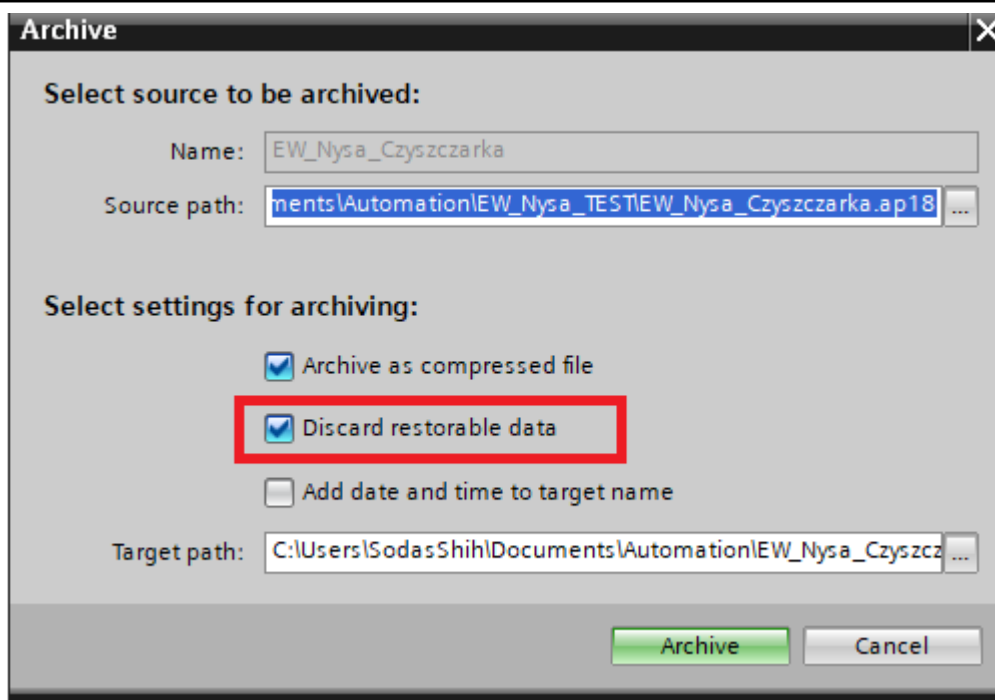 Archive
Select source to be archived:
Name: EW_Nysa_Czyszczarka
Source path: ments\Automation\EW_Nysa_TEST\EW_Nysa_Czyszczarka.ap18 ...
Select settings for archiving:
Archive as compressed file
Discard restorable data
Add date and time to target name
Target path: C:\Users\SodasShih\Documents\Automation\EW_Nysa_Czyszcz ...
Archive Cancel